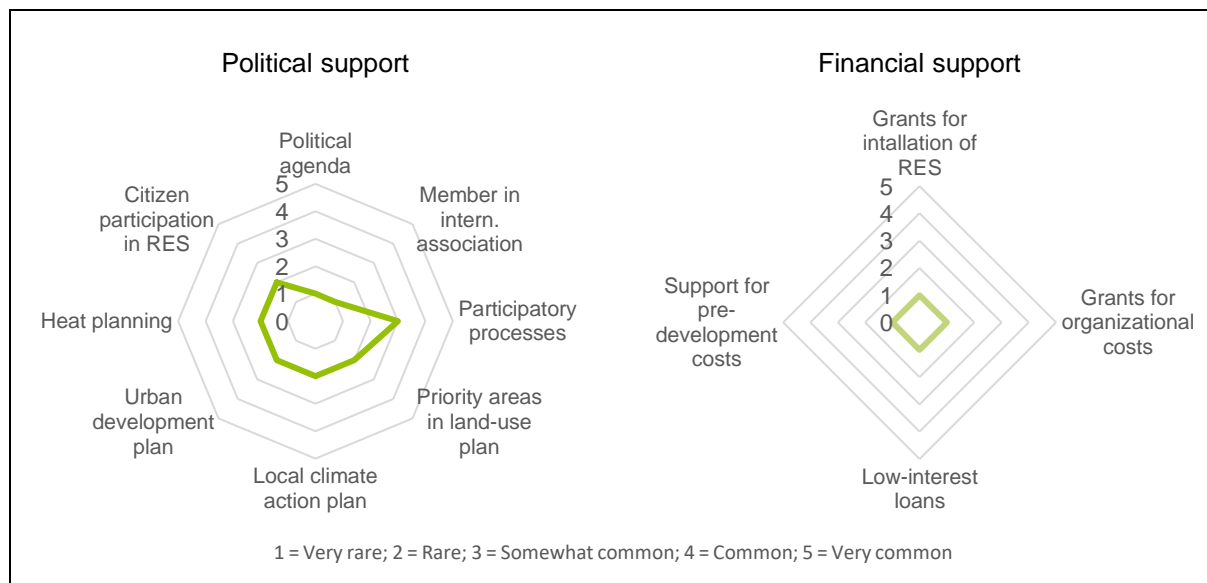 Political support
Political
agenda
5
4
3
2
1
0
Member in
intern.
association
Participatory
processes
Priority areas
in land-use
plan
Local climate
action plan
Urban
development
plan
Heat planning
Citizen
participation
in RES
Financial support
Grants for
intallation of
RES
5
4
3
2
1
0
Grants for
organizational
costs
Low-interest
loans
Support for
pre-
development
costs
1 = Very rare; 2 = Rare; 3 = Somewhat common; 4 = Common; 5 = Very common